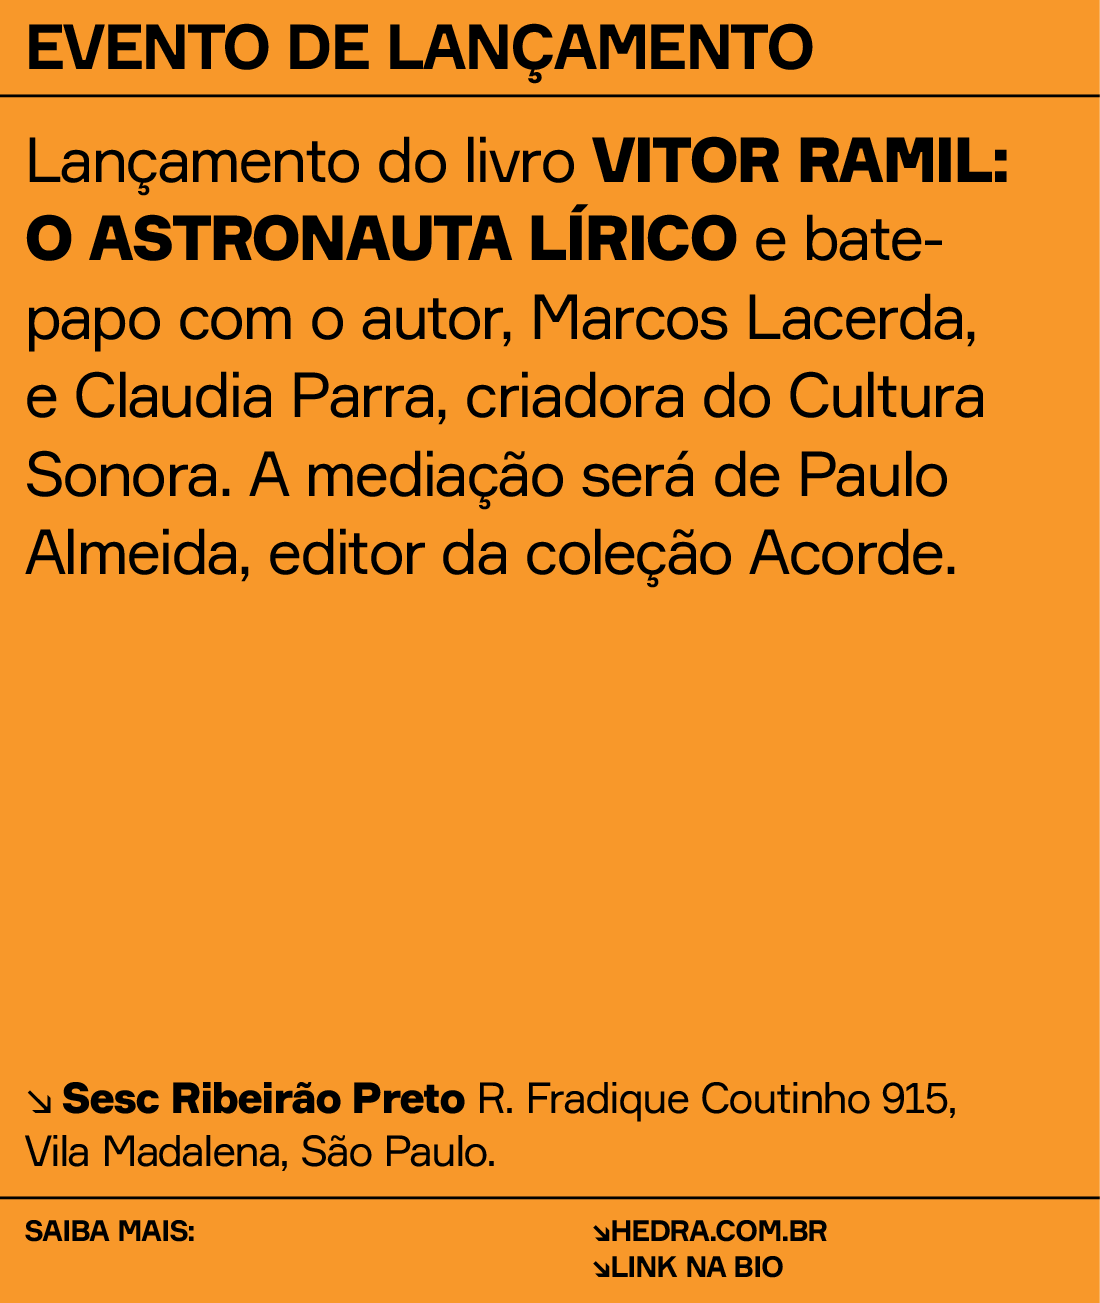 EVENTO DE LANÇAMENTO
Lançamento do livro VITOR RAMIL:
O ASTRONAUTA LÍRICO e bate-
papo com o autor, Marcos Lacerda,
e Claudia Parra, criadora do Cultura
Sonora. A mediação será de Paulo
Almeida, editor da coleção Acorde.
↘ Sesc Ribeirão Preto R. Fradique Coutinho 915,
Vila Madalena, São Paulo.
SAIBA MAIS:
↘HEDRA.COM.BR
↘LINK NA BIO